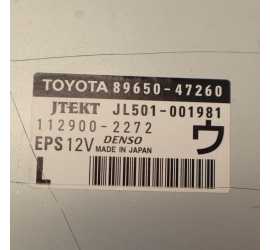 TOYOTA 89650-47260
JTEKT JL501-001981
112900-2272 ウ
EPS 12V DENSO MADE IN JAPAN
L